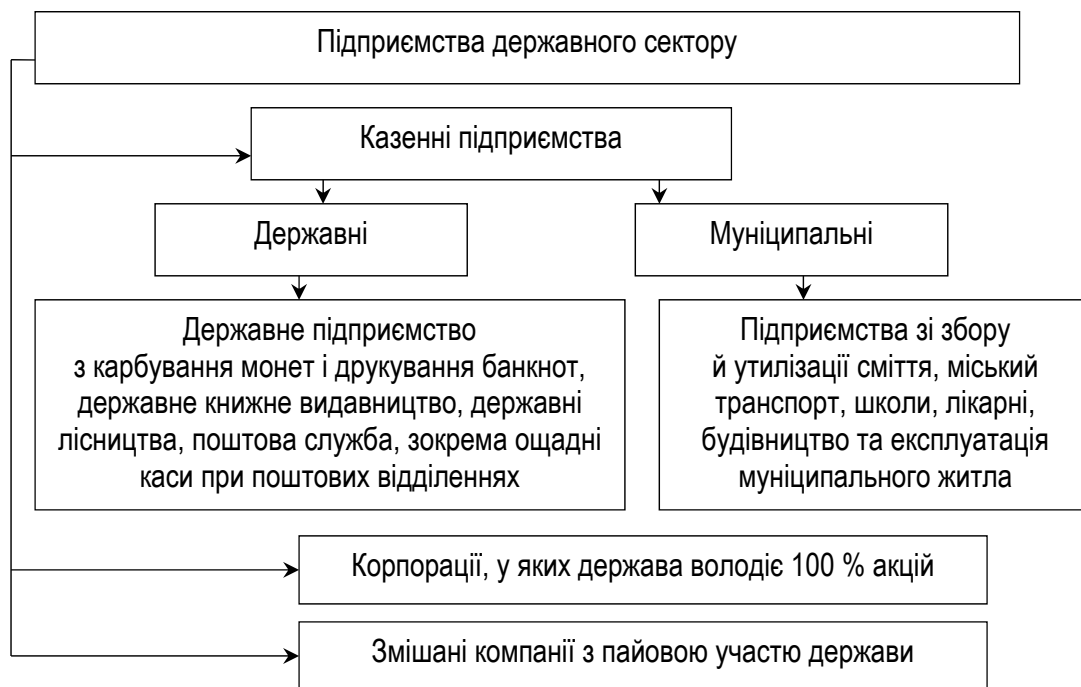 Підприємства державного сектору
Казенні підприємства
Державні
Муніципальні
Державне підприємство
з карбування монет і друкування банкнот,
державне книжне видавництво, державні
лісництва, поштова служба, зокрема ощадні
каси при поштових відділеннях
Підприємства зі збору
й утилізації сміття, міський
транспорт, школи, лікарні,
будівництво та експлуатація
муніципального житла
Корпорації, у яких держава володіє 100 % акцій
Змішані компанії з пайовою участю держави